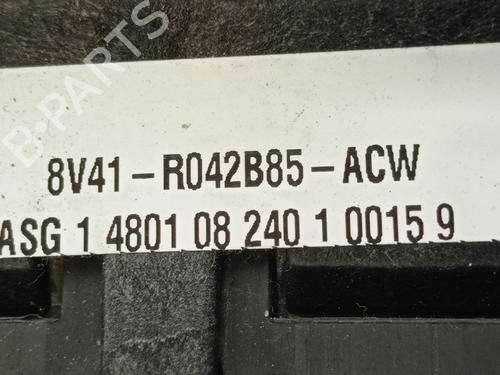 B-PARTS
8V41-R042B85-ACW
ASG 1 4801 08 240 1 0015 9